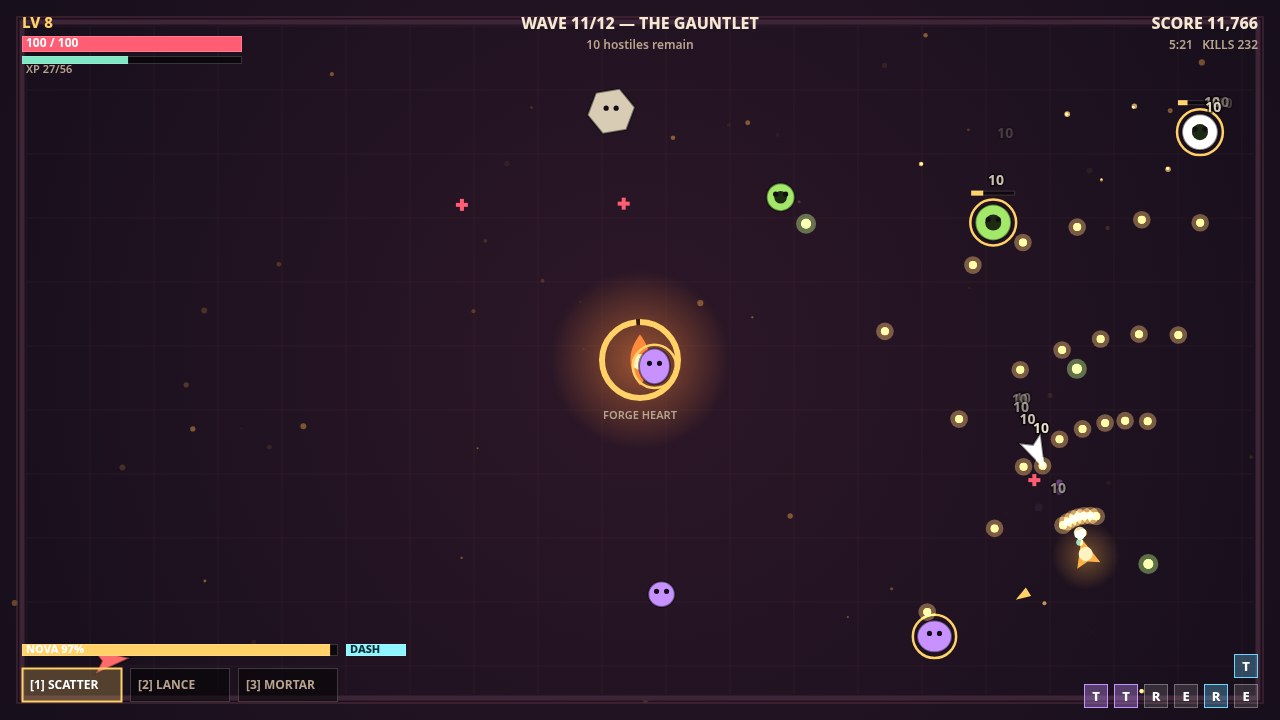 LV 8
WAVE 11/12 — THE GAUNTLET
SCORE 11,766
100 / 100
10 hostiles remain
5:21 KILLS 232
XP 27/56
10
10
10
10
10
10
10
FORGE HEART
NOVA 97%
DASH
[1] SCATTER
[2] LANCE
[3] MORTAR
T
T T R E R E